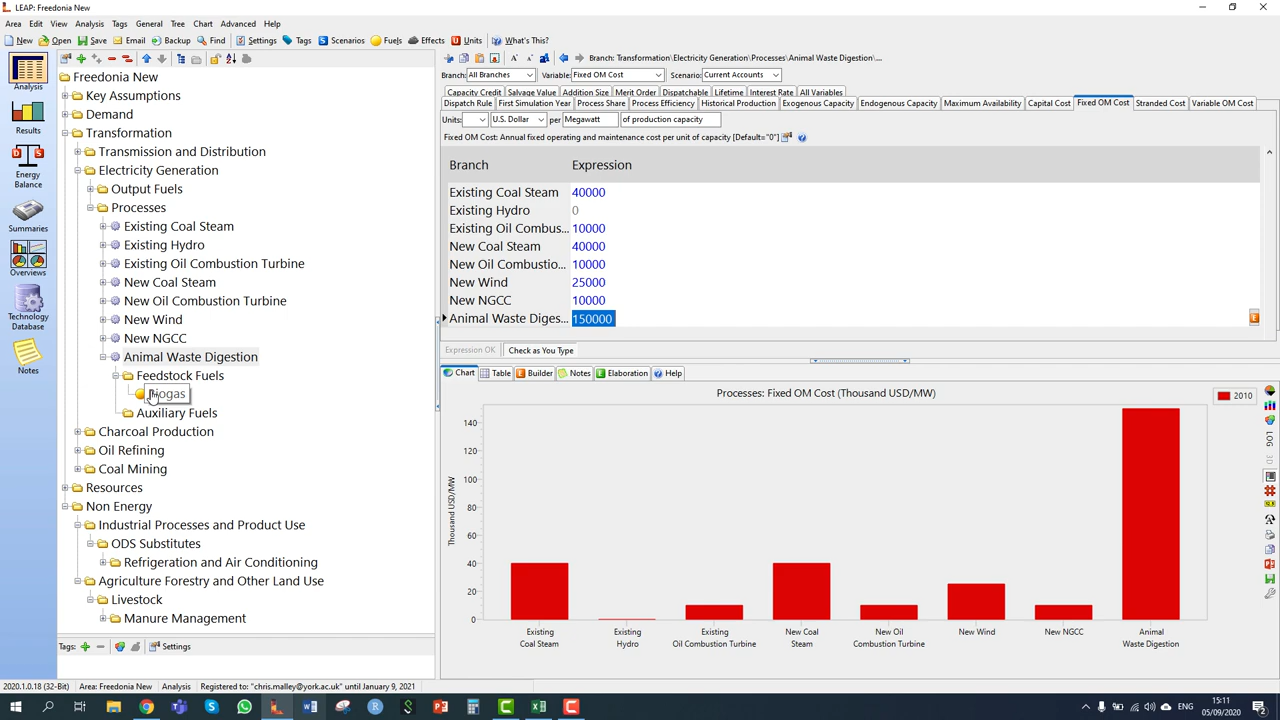 LEAP: Freedonia New
Area Edit View Analysis Tags General Tree Chart Advanced Help
New Open Save Email Backup Find Settings Tags Scenarios Fuels Effects Units What's This?
Analysis
Results
Energy
Balance
Summaries
Overviews
Technology
Database
Notes
Freedonia New
Key Assumptions
Demand
Transformation
Transmission and Distribution
Electricity Generation
Output Fuels
Processes
Existing Coal Steam
Existing Hydro
Existing Oil Combustion Turbine
New Coal Steam
New Oil Combustion Turbine
New Wind
New NGCC
Animal Waste Digestion
Feedstock Fuels
Biogas
Auxiliary Fuels
Charcoal Production
Oil Refining
Coal Mining
Resources
Non Energy
Industrial Processes and Product Use
ODS Substitutes
Refrigeration and Air Conditioning
Agriculture Forestry and Other Land Use
Livestock
Manure Management
Tags: Settings
Branch: Transformation\Electricity Generation\Processes\Animal Waste Digestion\...
Branch: All Branches Variable: Fixed OM Cost Scenario: Current Accounts
Capacity Credit Salvage Value Addition Size Merit Order Dispatchable Lifetime Interest Rate All Variables
Dispatch Rule First Simulation Year Process Share Process Efficiency Historical Production Exogenous Capacity Endogenous Capacity Maximum Availability Capital Cost Fixed OM Cost Stranded Cost Variable OM Cost
Units: U.S. Dollar per Megawatt of production capacity
Fixed OM Cost: Annual fixed operating and maintenance cost per unit of capacity [Default="0"]
Branch Expression
Existing Coal Steam 40000
Existing Hydro 0
Existing Oil Combus... 10000
New Coal Steam 40000
New Oil Combustio... 10000
New Wind 25000
New NGCC 10000
Animal Waste Diges... 150000
E
Expression OK Check as You Type
Chart Table Builder Notes Elaboration Help
Processes: Fixed OM Cost (Thousand USD/MW)
2010
Thousand USD/MW
140
120
100
80
60
40
20
0
LOG
3D
Existing
Coal Steam
Existing
Hydro
Existing
Oil Combustion Turbine
New Coal
Steam
New Oil
Combustion Turbine
New Wind
New NGCC
Animal
Waste Digestion
2020.1.0.18 (32-Bit) Area: Freedonia New Analysis Registered to: "chris.malley@york.ac.uk" until January 9, 2021
ENG
15:11
05/09/2020